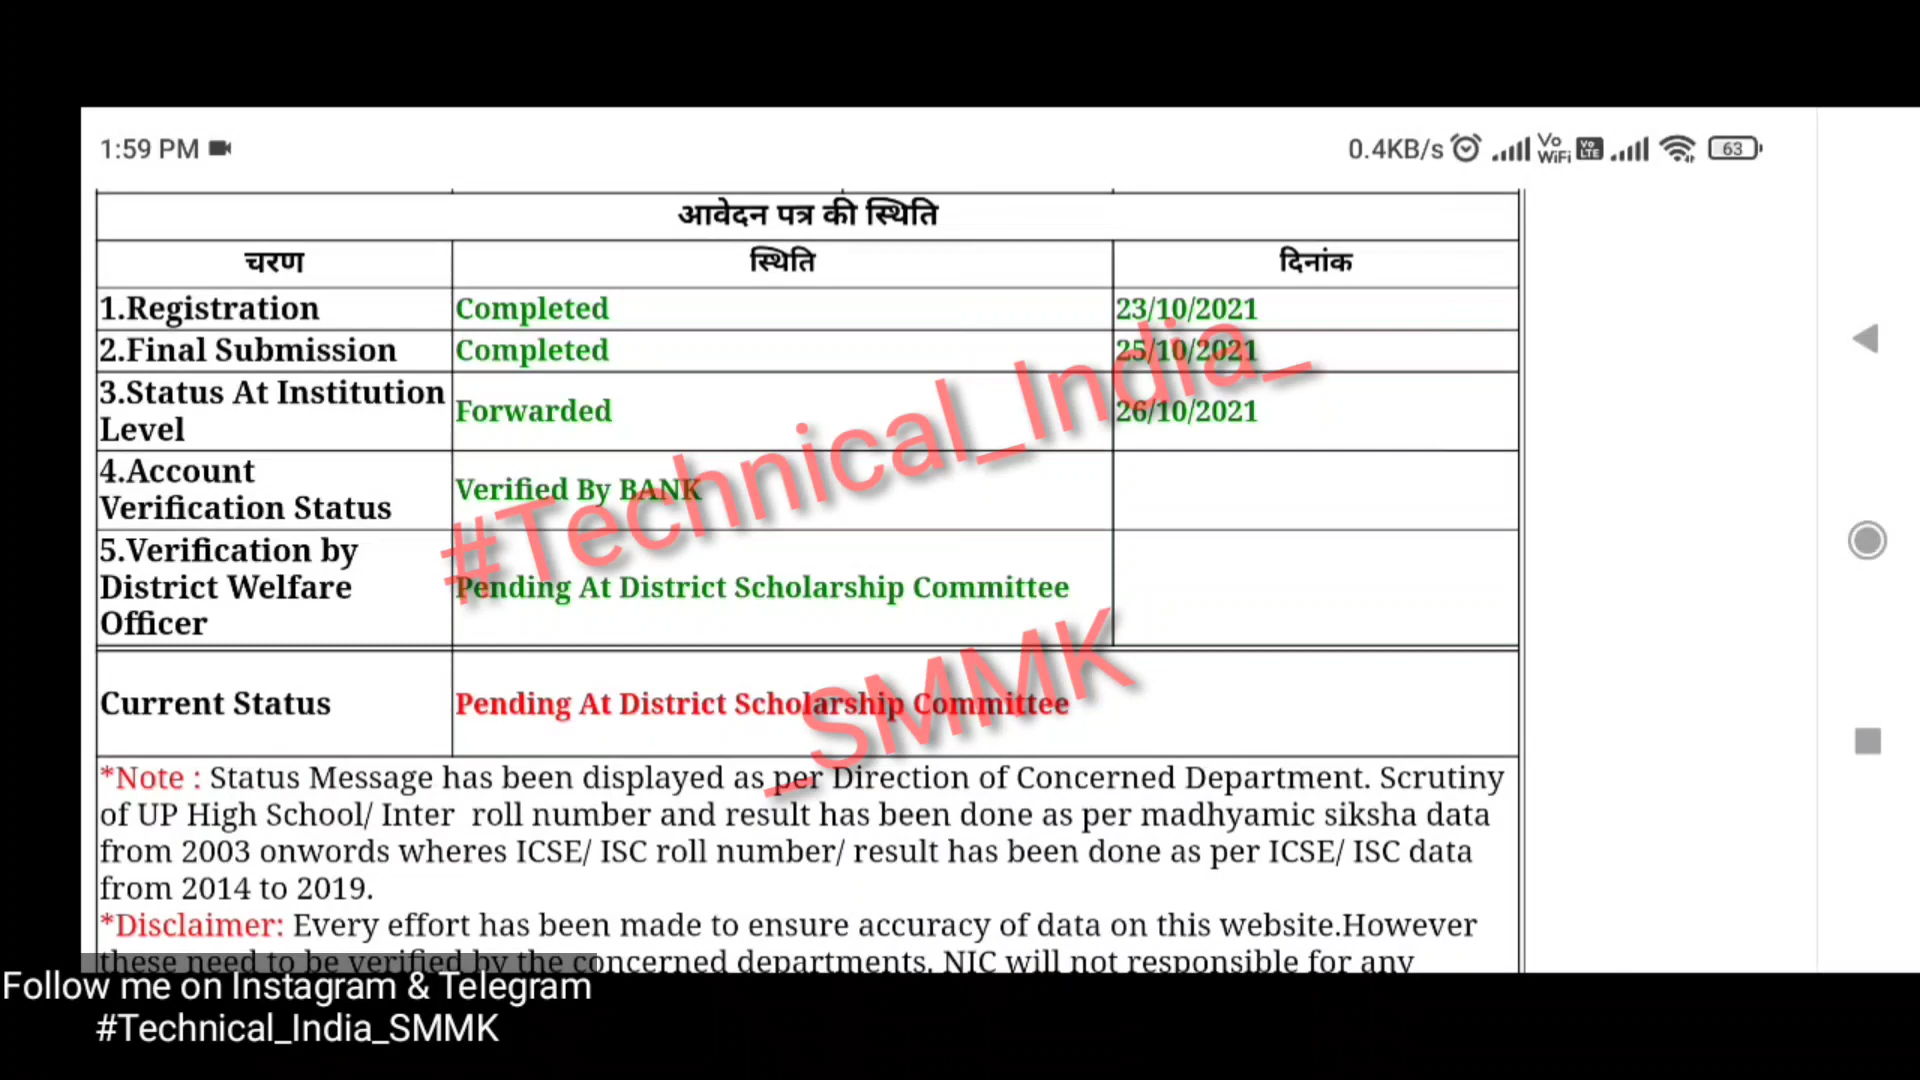 1:59 PM
0.4KB/s Vo WiFi Vo LTE 63
आवेदन पत्र की स्थिति
चरण स्थिति दिनांक
1.Registration Completed 23/10/2021
2.Final Submission Completed 25/10/2021
3.Status At Institution
Level
Forwarded 26/10/2021
4.Account
Verification Status
Verified By BANK
5.Verification by
District Welfare
Officer
Pending At District Scholarship Committee
Current Status Pending At District Scholarship Committee
#Technical_India_
_SMMK
*Note : Status Message has been displayed as per Direction of Concerned Department. Scrutiny
of UP High School/ Inter roll number and result has been done as per madhyamic siksha data
from 2003 onwords wheres ICSE/ ISC roll number/ result has been done as per ICSE/ ISC data
from 2014 to 2019.
*Disclaimer: Every effort has been made to ensure accuracy of data on this website.However
these need to be verified by the concerned departments. NIC will not responsible for any
Follow me on Instagram & Telegram
#Technical_India_SMMK